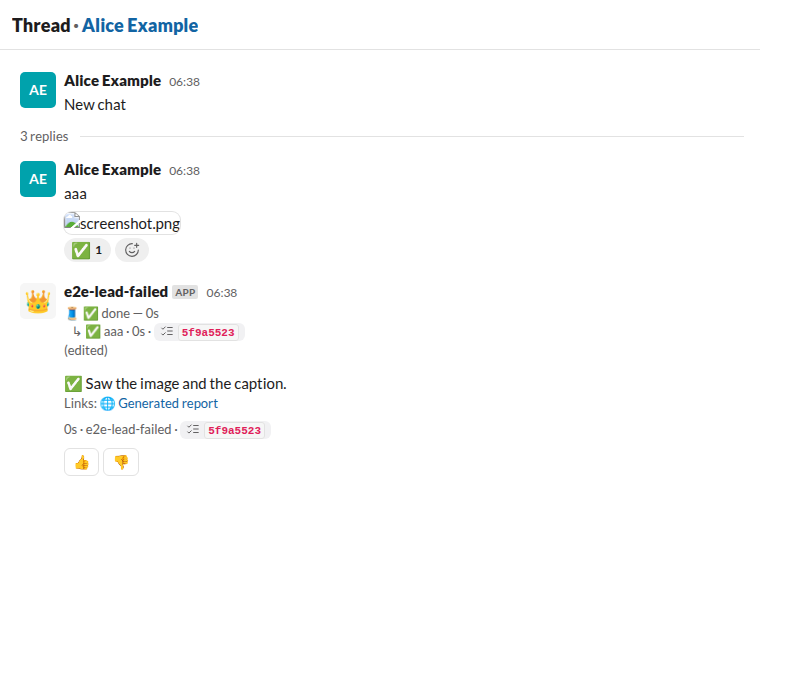 Thread • Alice Example
AE
Alice Example 06:38
New chat
3 replies
AE
Alice Example 06:38
aaa
screenshot.png
✅ 1
e2e-lead-failed APP 06:38
🧵 ✅ done — 0s
↳ ✅ aaa · 0s · 5f9a5523
(edited)
✅ Saw the image and the caption.
Links: 🌐 Generated report
0s · e2e-lead-failed · 5f9a5523
👍 👎